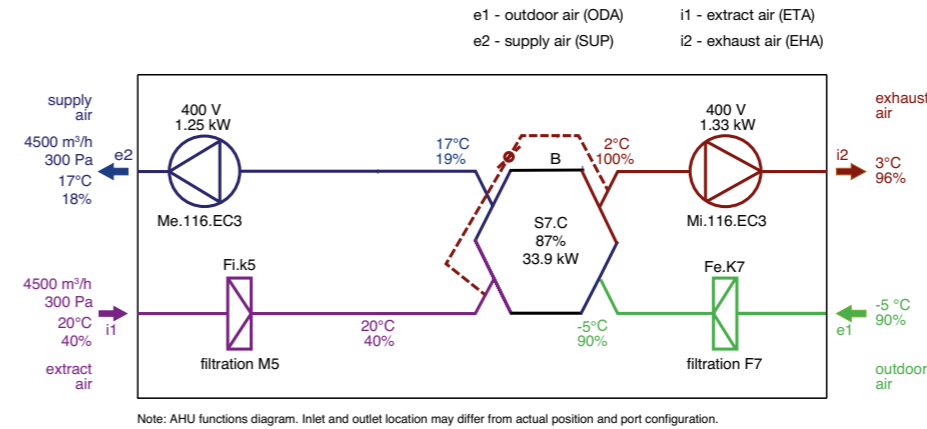 e1 - outdoor air (ODA)
i1 - extract air (ETA)
e2 - supply air (SUP)
i2 - exhaust air (EHA)
supply
air
4500 m³/h
300 Pa
17°C
18%
e2
400 V
1.25 kW
Me.116.EC3
17°C
19%
B
2°C
100%
400 V
1.33 kW
Mi.116.EC3
exhaust
air
i2
3°C
96%
S7.C
87%
33.9 kW
4500 m³/h
300 Pa
20°C
40%
i1
extract
air
Fi.k5
filtration M5
20°C
40%
-5°C
90%
Fe.K7
filtration F7
-5 °C
90%
e1
outdoor
air
Note: AHU functions diagram. Inlet and outlet location may differ from actual position and port configuration.